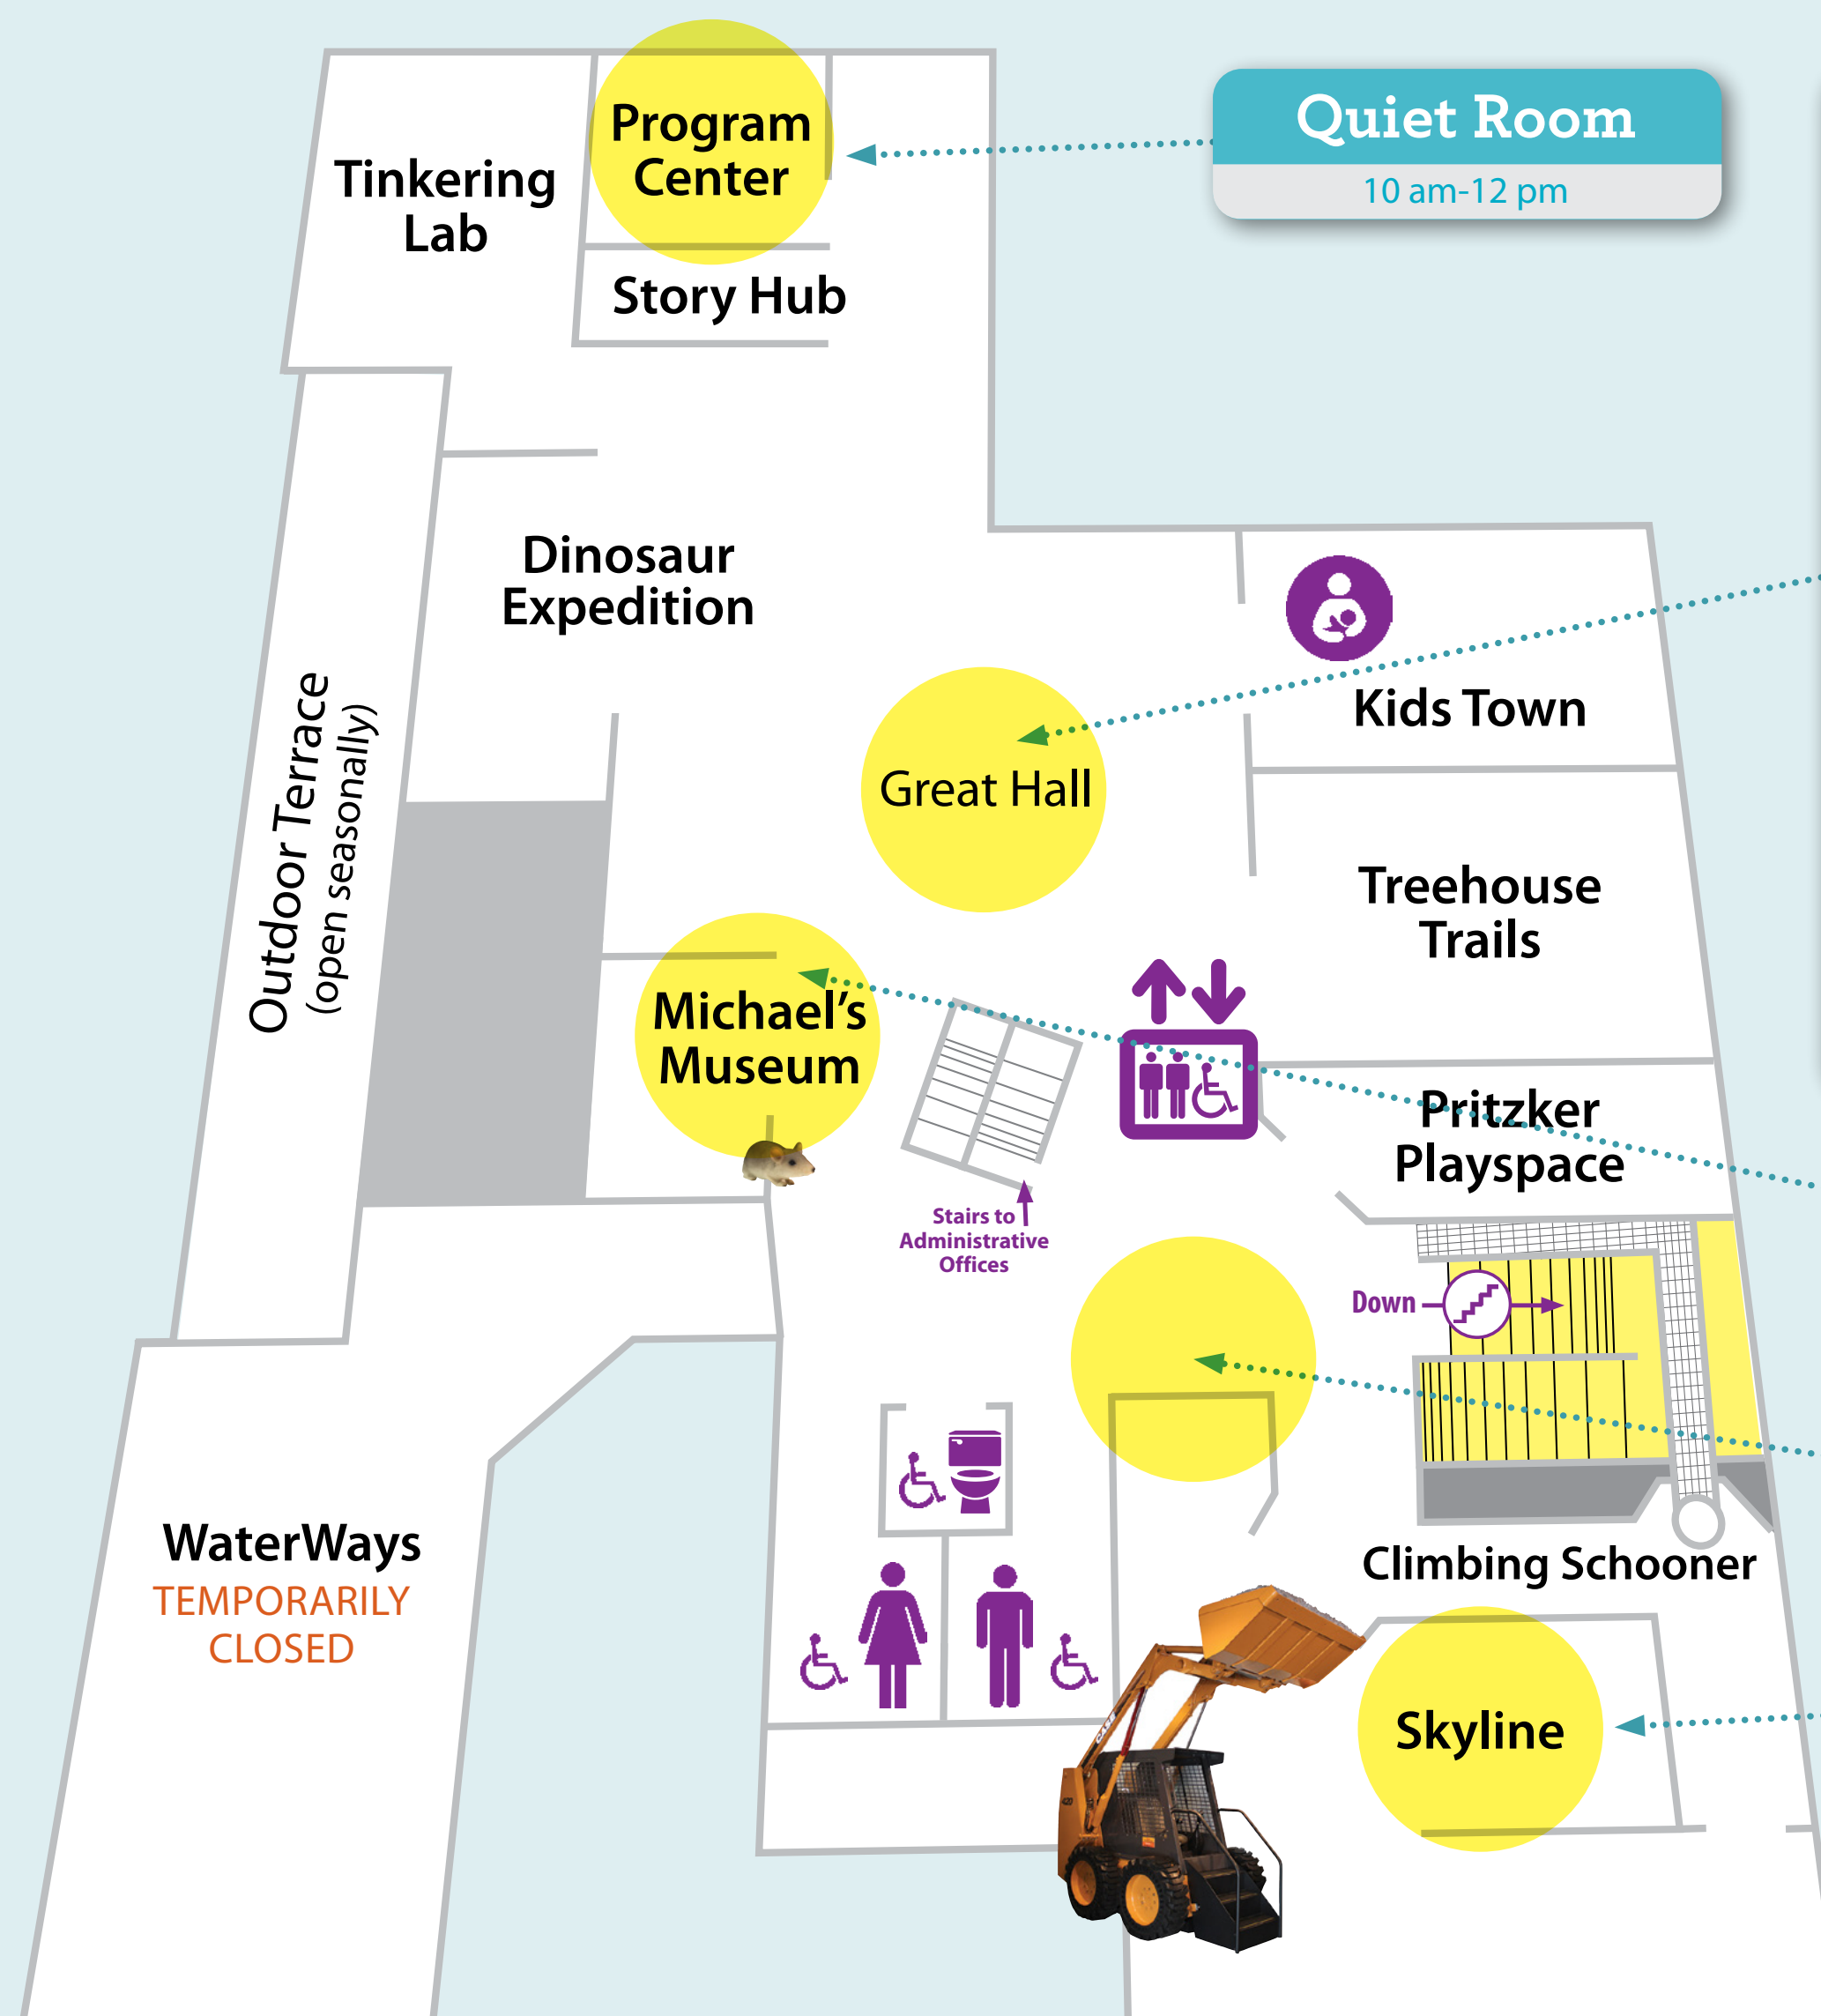 Program
Center
Quiet Room
10 am-12 pm
Tinkering
Lab
Story Hub
Dinosaur
Expedition
Kids Town
Outdoor Terrace
(open seasonally)
Great Hall
Treehouse
Trails
Michael's
Museum
Pritzker
Playspace
Stairs to
Administrative
Offices
Down
WaterWays
TEMPORARILY
CLOSED
Climbing Schooner
Skyline
CASE
420